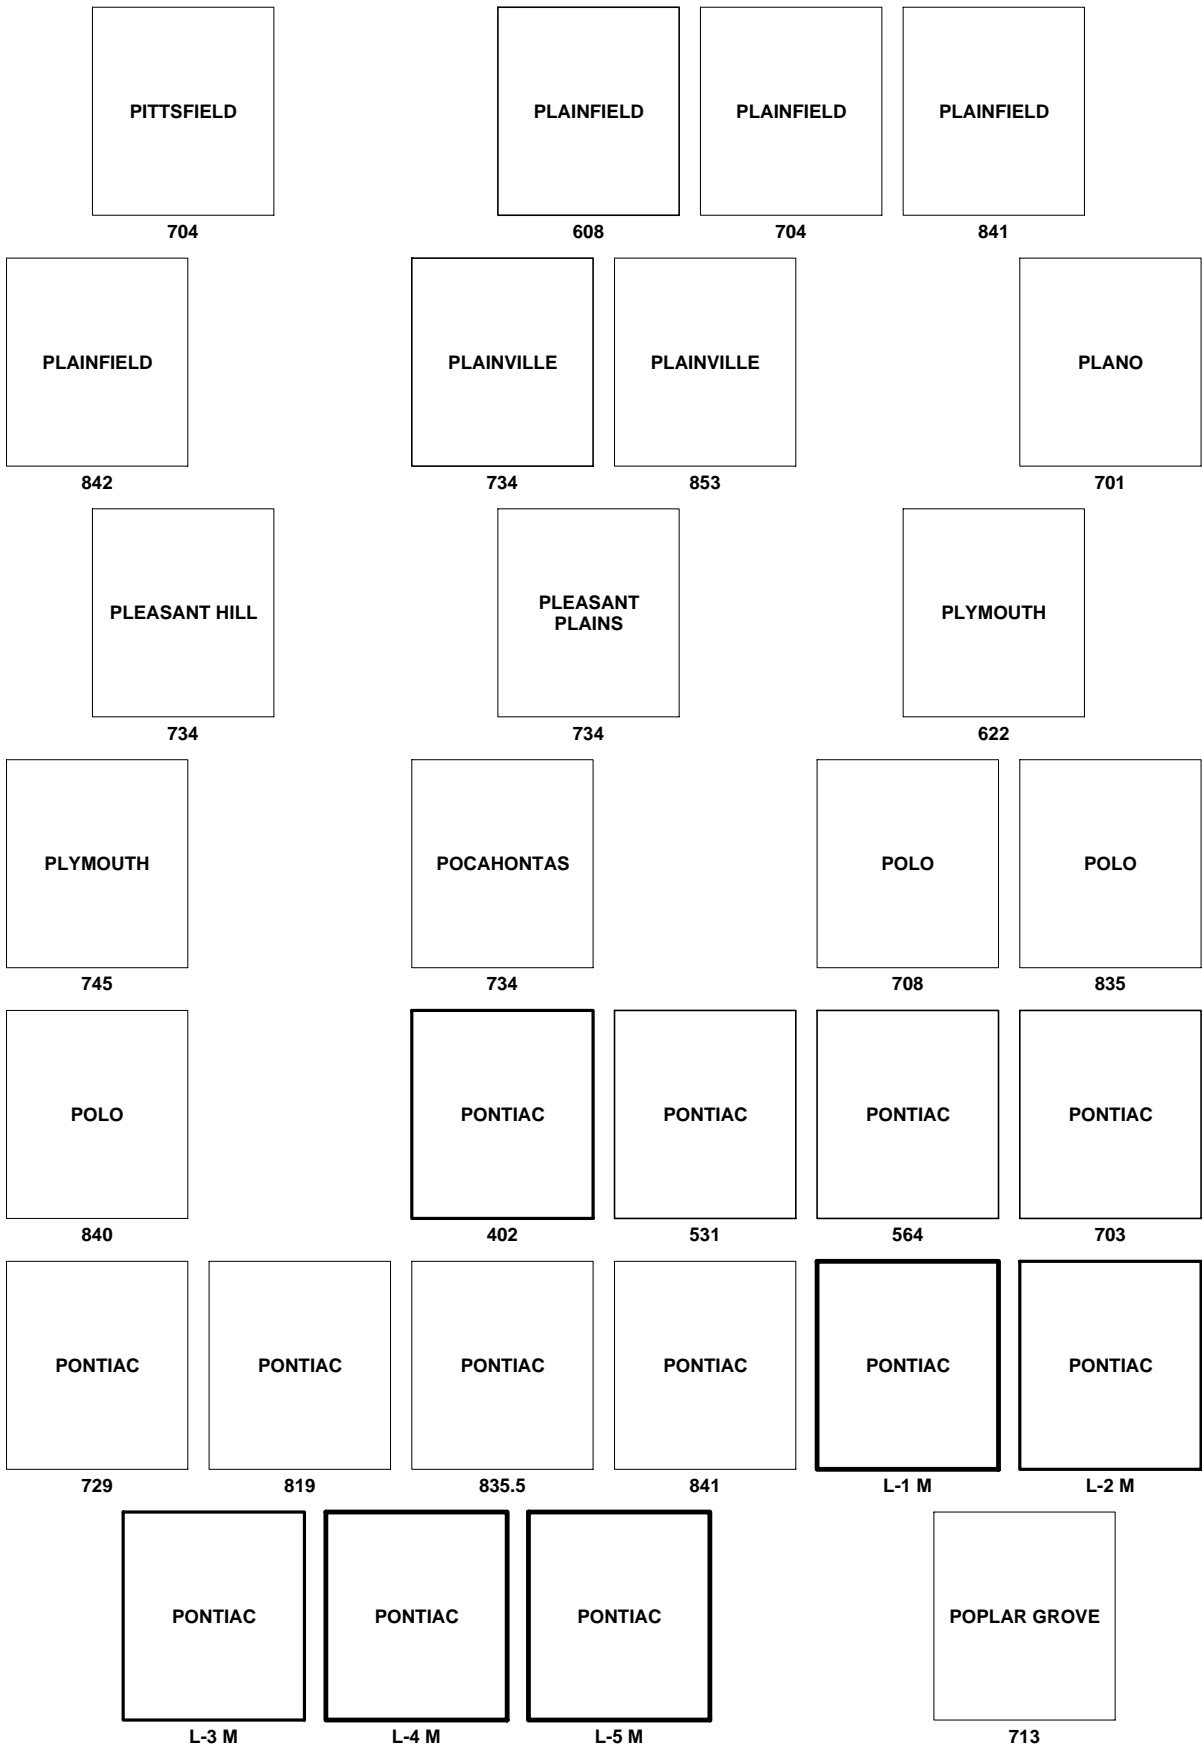 PITTSFIELD
PLAINFIELD
PLAINFIELD
PLAINFIELD
704
608
704
841
PLAINFIELD
PLAINVILLE
PLAINVILLE
PLANO
842
734
853
701
PLEASANT HILL
PLEASANT
PLAINS
PLYMOUTH
734
734
622
PLYMOUTH
POCAHONTAS
POLO
POLO
745
734
708
835
POLO
PONTIAC
PONTIAC
PONTIAC
PONTIAC
840
402
531
564
703
PONTIAC
PONTIAC
PONTIAC
PONTIAC
PONTIAC
PONTIAC
729
819
835.5
841
L-1 M
L-2 M
PONTIAC
PONTIAC
PONTIAC
POPLAR GROVE
L-3 M
L-4 M
L-5 M
713